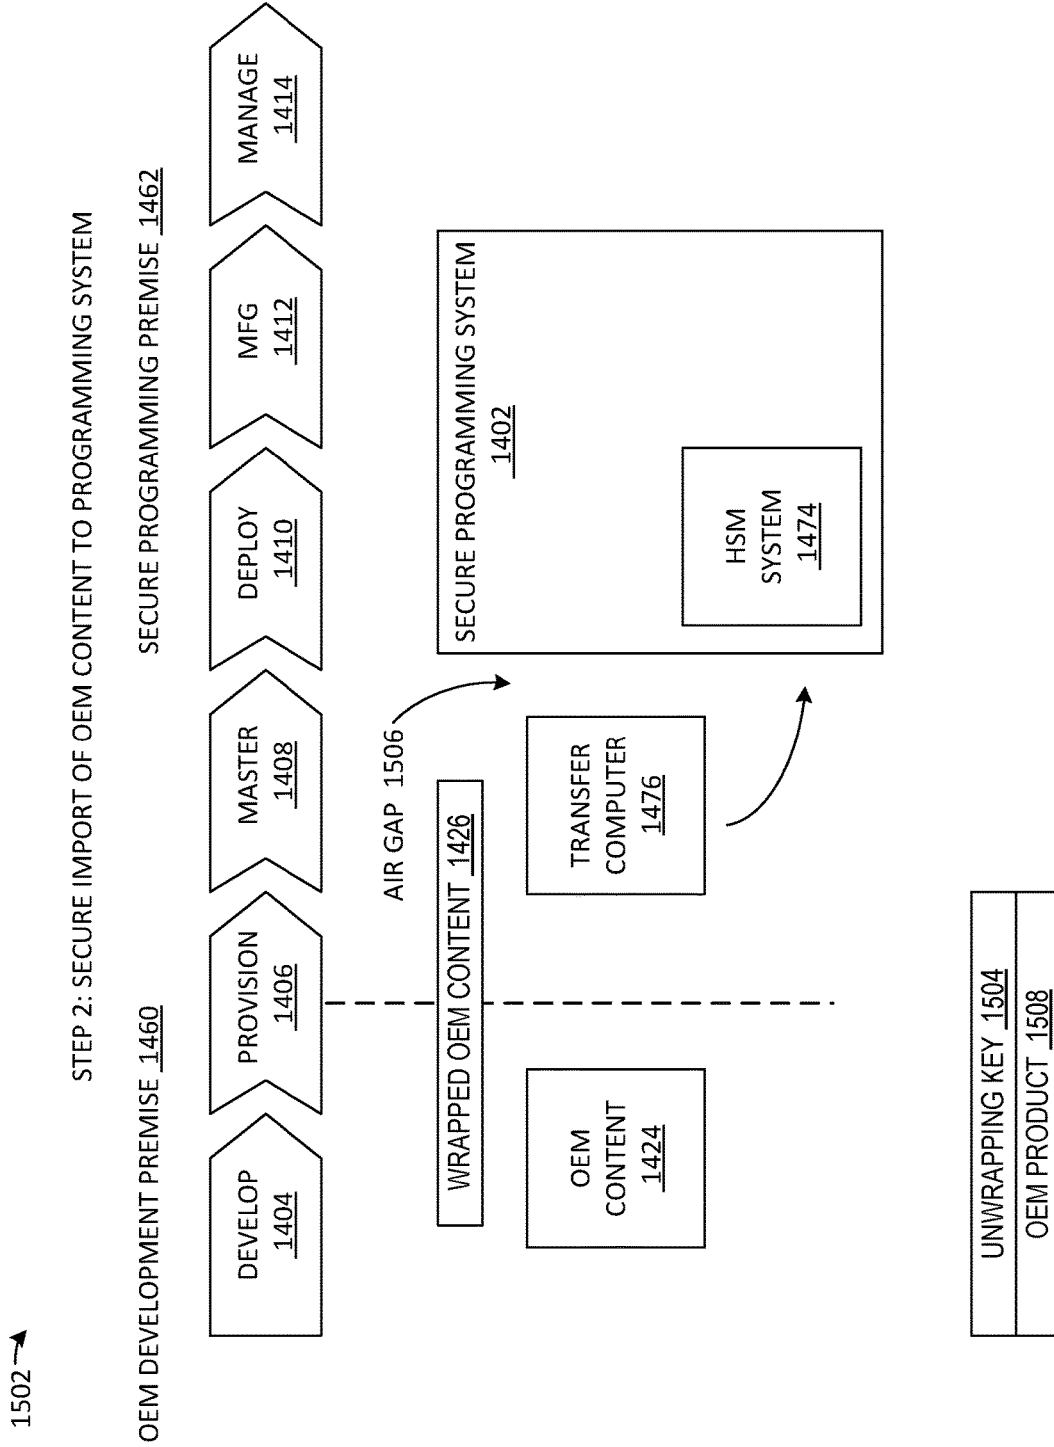 1502
STEP 2: SECURE IMPORT OF OEM CONTENT TO PROGRAMMING SYSTEM
OEM DEVELOPMENT PREMISE 1460
SECURE PROGRAMMING PREMISE 1462
DEVELOP
1404
PROVISION
1406
MASTER
1408
DEPLOY
1410
MFG
1412
MANAGE
1414
AIR GAP 1506
WRAPPED OEM CONTENT 1426
SECURE PROGRAMMING SYSTEM
1402
OEM
CONTENT
1424
TRANSFER
COMPUTER
1476
HSM
SYSTEM
1474
UNWRAPPING KEY 1504
OEM PRODUCT 1508